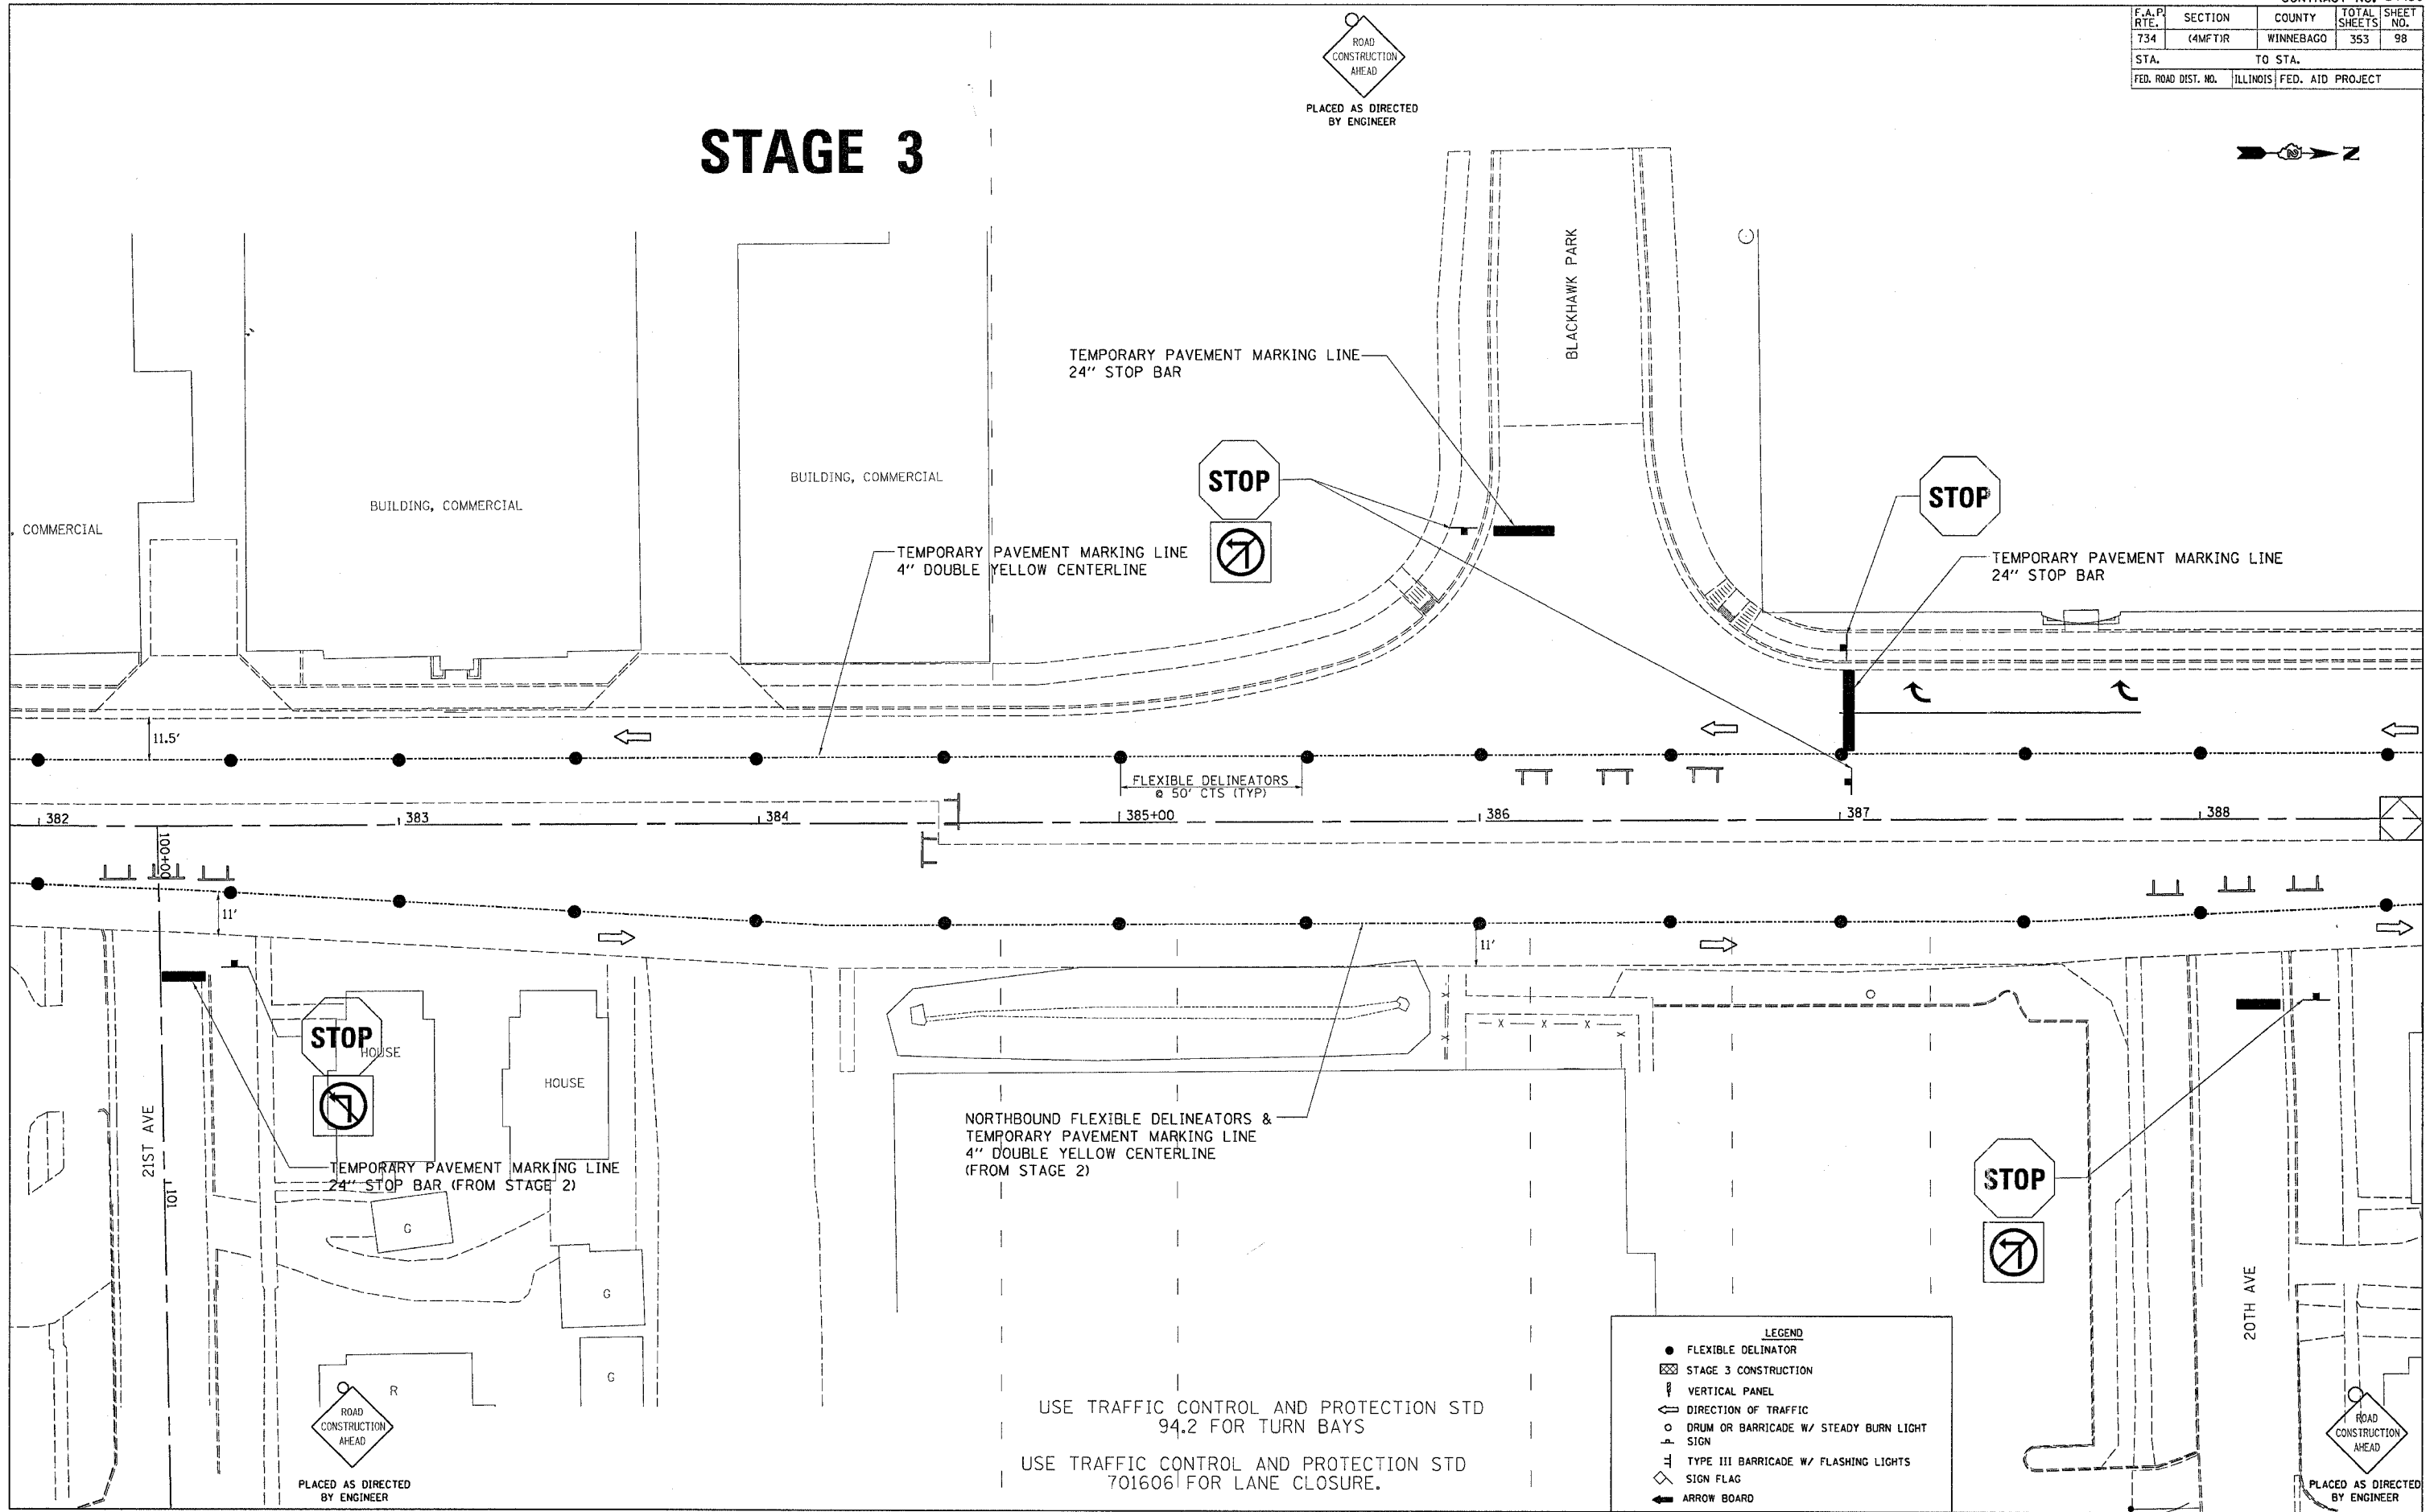 F.A.P. RTE. SECTION COUNTY TOTAL SHEETS SHEET NO.
734 (4MFT)R WINNEBAGO 353 98
STA. TO STA.
FED. ROAD DIST. NO. ILLINOIS FED. AID PROJECT
ROAD
CONSTRUCTION
AHEAD
PLACED AS DIRECTED
BY ENGINEER
STAGE 3
N
BLACKHAWK PARK
TEMPORARY PAVEMENT MARKING LINE
24" STOP BAR
STOP
STOP
BUILDING, COMMERCIAL
BUILDING, COMMERCIAL
, COMMERCIAL
TEMPORARY PAVEMENT MARKING LINE
4" DOUBLE YELLOW CENTERLINE
TEMPORARY PAVEMENT MARKING LINE
24" STOP BAR
11.5'
FLEXIBLE DELINEATORS
@ 50' CTS (TYP)
382 383 384 385+00 386 387 388
100+00
11'
11'
STOP
HOUSE
HOUSE
21ST AVE
101
TEMPORARY PAVEMENT MARKING LINE
24" STOP BAR (FROM STAGE 2)
NORTHBOUND FLEXIBLE DELINEATORS &
TEMPORARY PAVEMENT MARKING LINE
4" DOUBLE YELLOW CENTERLINE
(FROM STAGE 2)
X X X X
X
X
STOP
20TH AVE
G
G
G
R
ROAD
CONSTRUCTION
AHEAD
PLACED AS DIRECTED
BY ENGINEER
USE TRAFFIC CONTROL AND PROTECTION STD
94.2 FOR TURN BAYS
USE TRAFFIC CONTROL AND PROTECTION STD
701606 FOR LANE CLOSURE.
LEGEND
FLEXIBLE DELINATOR
STAGE 3 CONSTRUCTION
VERTICAL PANEL
DIRECTION OF TRAFFIC
DRUM OR BARRICADE W/ STEADY BURN LIGHT
SIGN
TYPE III BARRICADE W/ FLASHING LIGHTS
SIGN FLAG
ARROW BOARD
ROAD
CONSTRUCTION
AHEAD
PLACED AS DIRECTED
BY ENGINEER